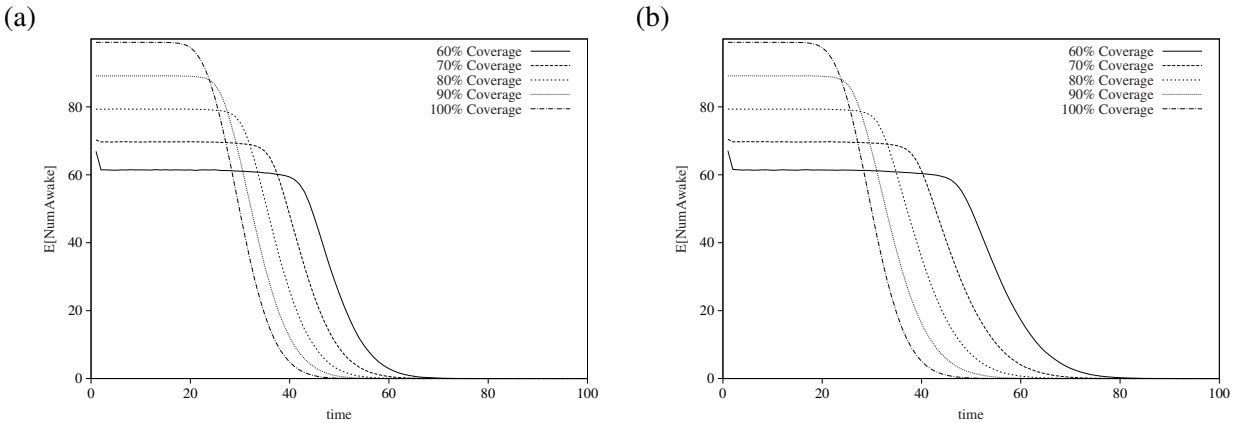 (a)
60% Coverage
70% Coverage
80% Coverage
90% Coverage
100% Coverage
E[NumAwake]
80
60
40
20
0
0 20 40 60 80 100
time
(b)
60% Coverage
70% Coverage
80% Coverage
90% Coverage
100% Coverage
E[NumAwake]
80
60
40
20
0
0 20 40 60 80 100
time